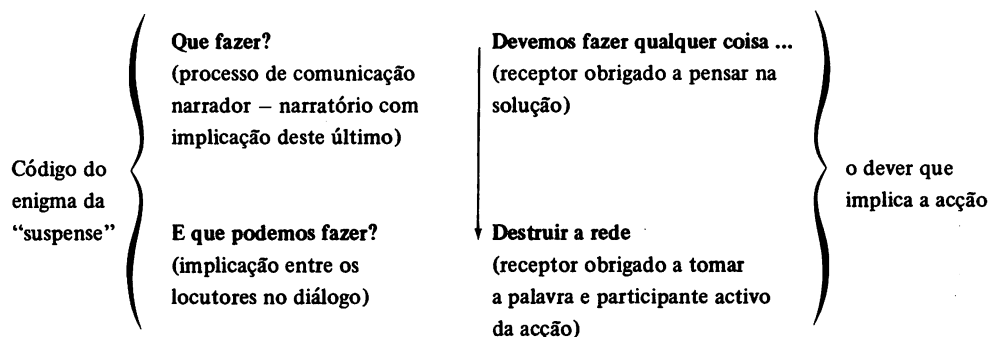 Código do
enigma da
“suspense”
Que fazer?
(processo de comunicação
narrador – narratório com
implicação deste último)
E que podemos fazer?
(implicação entre os
locutores no diálogo)
Devemos fazer qualquer coisa ...
(receptor obrigado a pensar na
solução)
Destruir a rede
(receptor obrigado a tomar
a palavra e participante activo
da acção)
o dever que
implica a acção